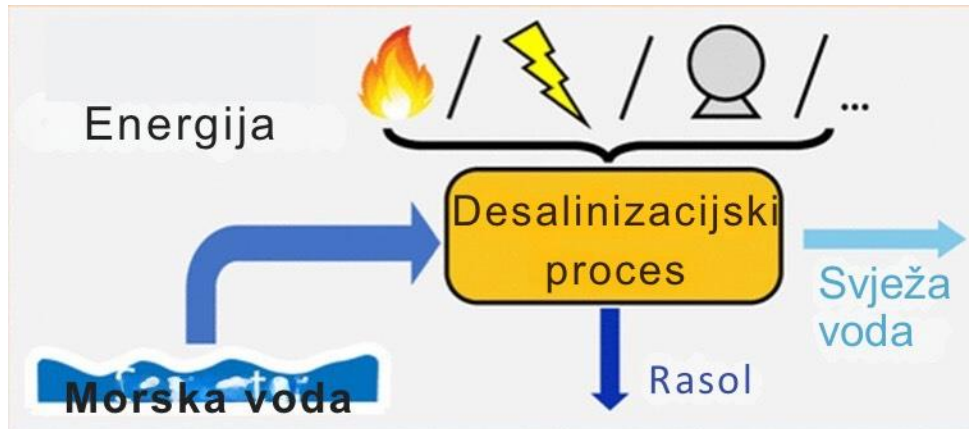 Energija
/ / / ...
Desalinizacijski
proces
Svježa
voda
Rasol
Morska voda